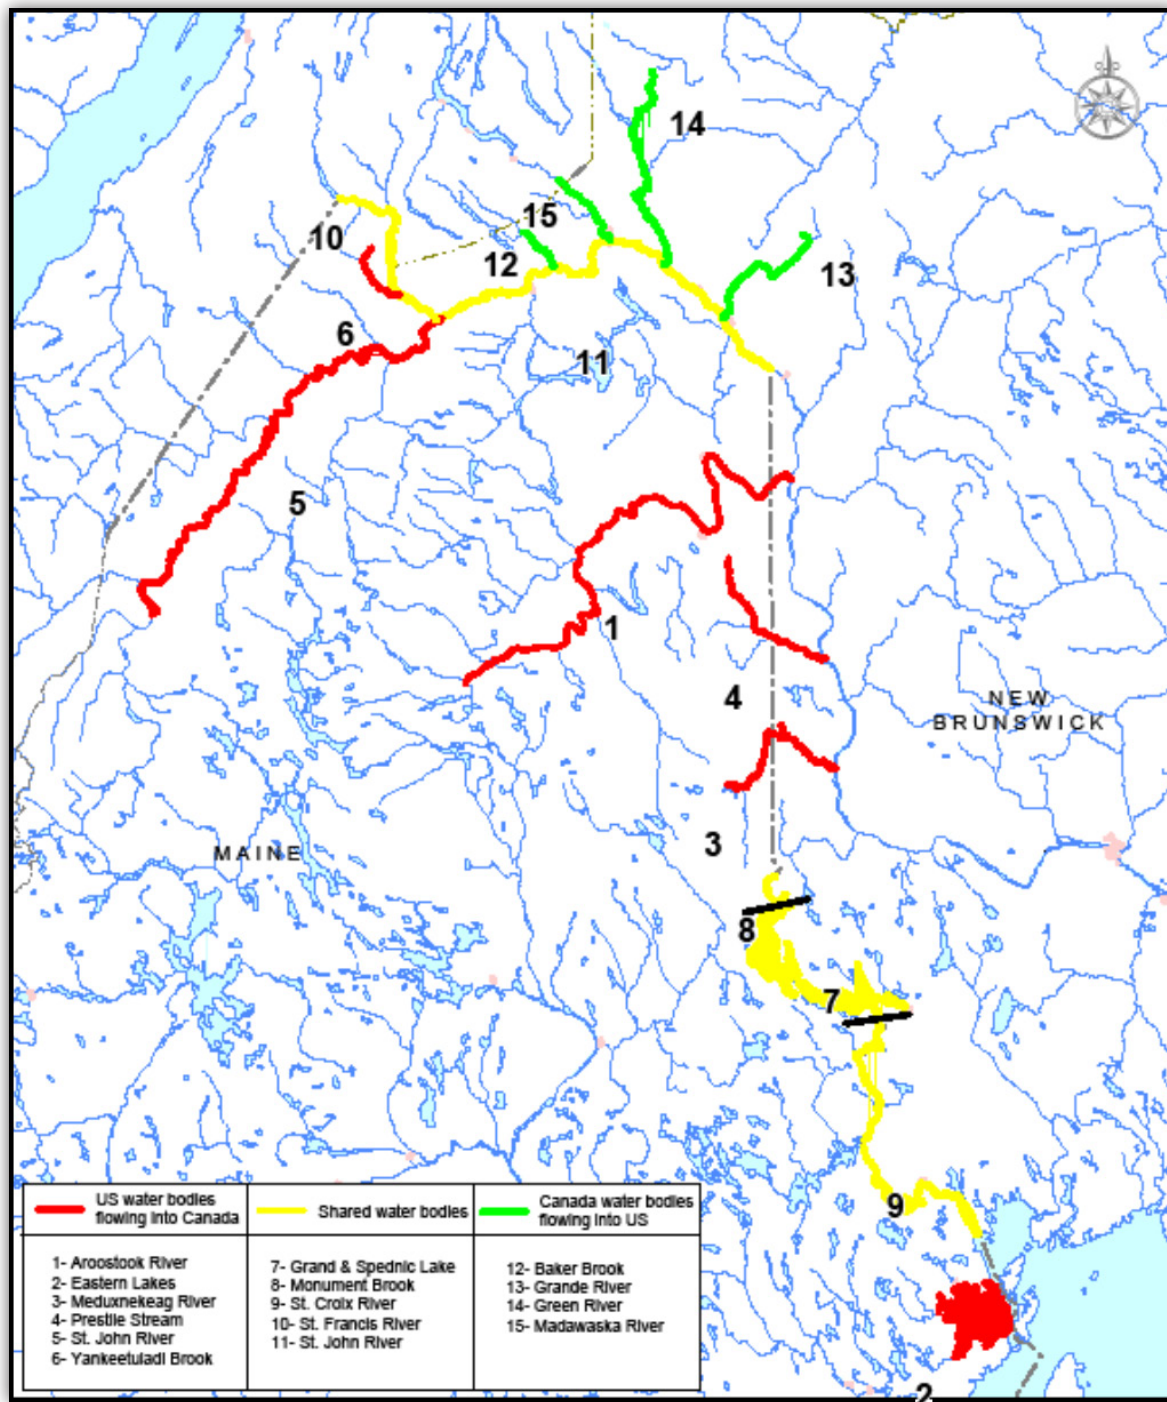 14
15
10
12
13
6
11
5
1
4
NEW
BRUNSWICK
3
MAINE
8
7
9
2
US water bodies
flowing into Canada
Shared water bodies
Canada water bodies
flowing into US
1- Aroostook River
2- Eastern Lakes
3- Meduxnekeag River
4- Prestile Stream
5- St. John River
6- Yankeetuladi Brook
7- Grand & Spednic Lake
8- Monument Brook
9- St. Croix River
10- St. Francis River
11- St. John River
12- Baker Brook
13- Grande River
14- Green River
15- Madawaska River